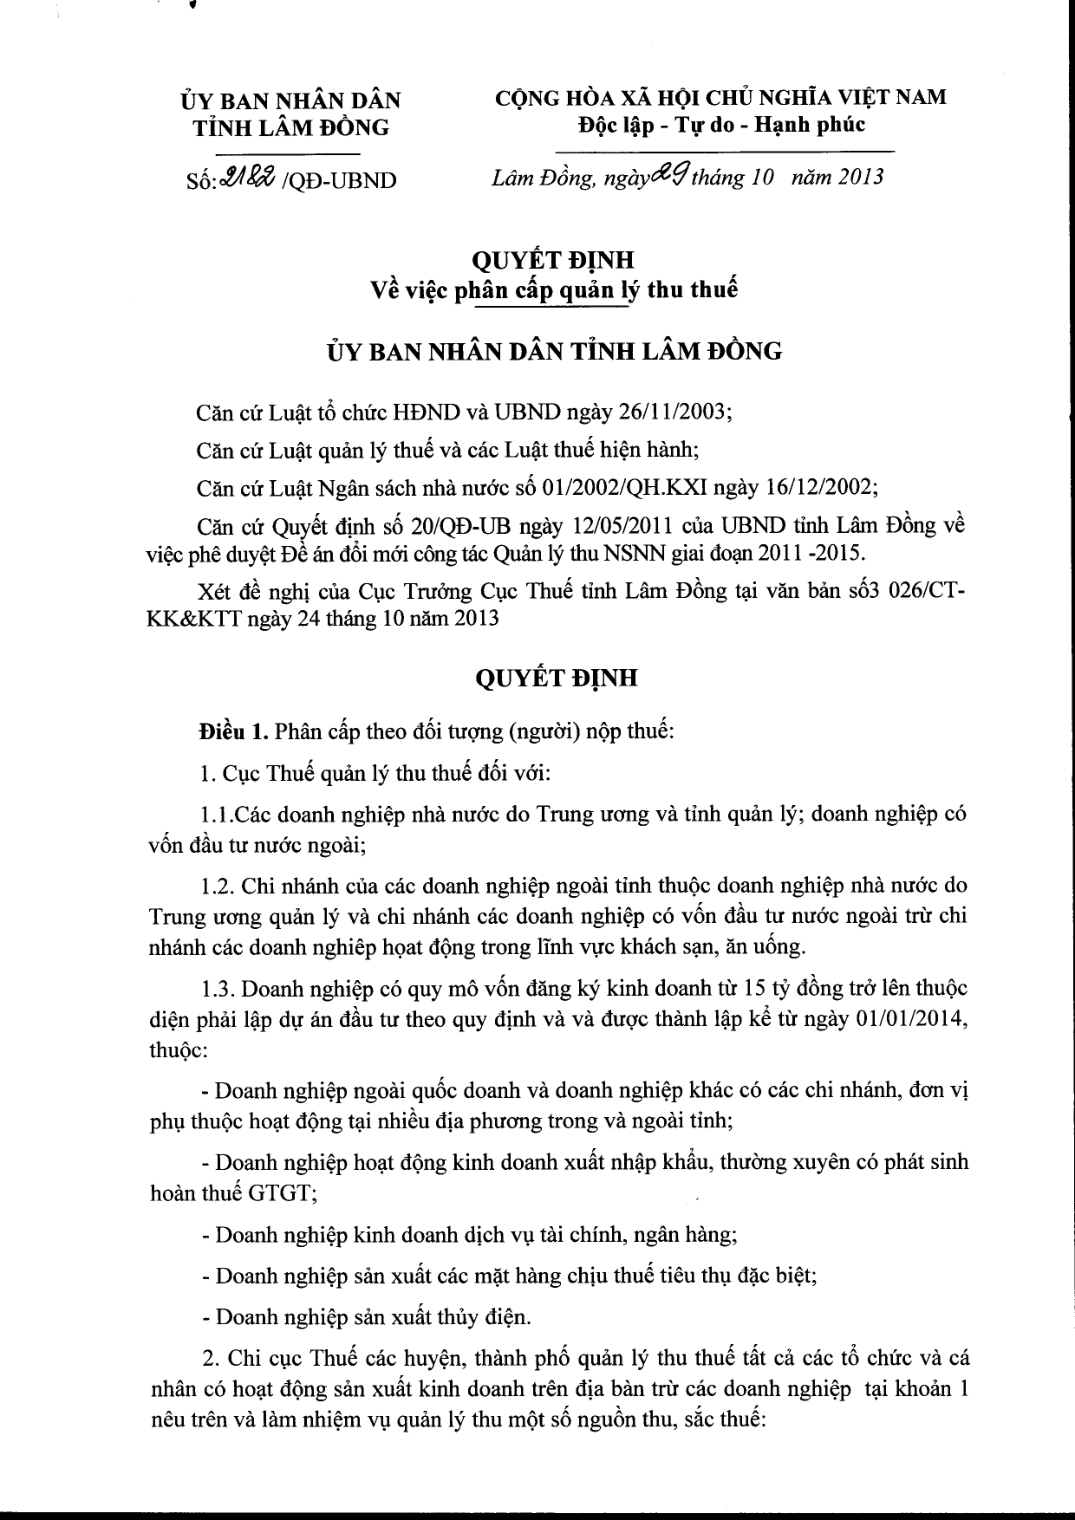 ỦY BAN NHÂN DÂN
TỈNH LÂM ĐỒNG
CỘNG HÒA XÃ HỘI CHỦ NGHĨA VIỆT NAM
Độc lập - Tự do - Hạnh phúc
Số:2182 /QĐ-UBND
Lâm Đồng, ngày 29 tháng 10 năm 2013
QUYẾT ĐỊNH
Về việc phân cấp quản lý thu thuế
ỦY BAN NHÂN DÂN TỈNH LÂM ĐỒNG
Căn cứ Luật tổ chức HĐND và UBND ngày 26/11/2003;
Căn cứ Luật quản lý thuế và các Luật thuế hiện hành;
Căn cứ Luật Ngân sách nhà nước số 01/2002/QH.KXI ngày 16/12/2002;
Căn cứ Quyết định số 20/QĐ-UB ngày 12/05/2011 của UBND tỉnh Lâm Đồng về
việc phê duyệt Đề án đổi mới công tác Quản lý thu NSNN giai đoạn 2011 -2015.
Xét đề nghị của Cục Trưởng Cục Thuế tỉnh Lâm Đồng tại văn bản số3 026/CT-
KK&KTT ngày 24 tháng 10 năm 2013
QUYẾT ĐỊNH
Điều 1. Phân cấp theo đối tượng (người) nộp thuế:
1. Cục Thuế quản lý thu thuế đối với:
1.1.Các doanh nghiệp nhà nước do Trung ương và tỉnh quản lý; doanh nghiệp có
vốn đầu tư nước ngoài;
1.2. Chi nhánh của các doanh nghiệp ngoài tỉnh thuộc doanh nghiệp nhà nước do
Trung ương quản lý và chi nhánh các doanh nghiệp có vốn đầu tư nước ngoài trừ chi
nhánh các doanh nghiêp họat động trong lĩnh vực khách sạn, ăn uống.
1.3. Doanh nghiệp có quy mô vốn đăng ký kinh doanh từ 15 tỷ đồng trở lên thuộc
diện phải lập dự án đầu tư theo quy định và và được thành lập kể từ ngày 01/01/2014,
thuộc:
- Doanh nghiệp ngoài quốc doanh và doanh nghiệp khác có các chi nhánh, đơn vị
phụ thuộc hoạt động tại nhiều địa phương trong và ngoài tỉnh;
- Doanh nghiệp hoạt động kinh doanh xuất nhập khẩu, thường xuyên có phát sinh
hoàn thuế GTGT;
- Doanh nghiệp kinh doanh dịch vụ tài chính, ngân hàng;
- Doanh nghiệp sản xuất các mặt hàng chịu thuế tiêu thụ đặc biệt;
- Doanh nghiệp sản xuất thủy điện.
2. Chi cục Thuế các huyện, thành phố quản lý thu thuế tất cả các tổ chức và cá
nhân có hoạt động sản xuất kinh doanh trên địa bàn trừ các doanh nghiệp tại khoản 1
nêu trên và làm nhiệm vụ quản lý thu một số nguồn thu, sắc thuế: